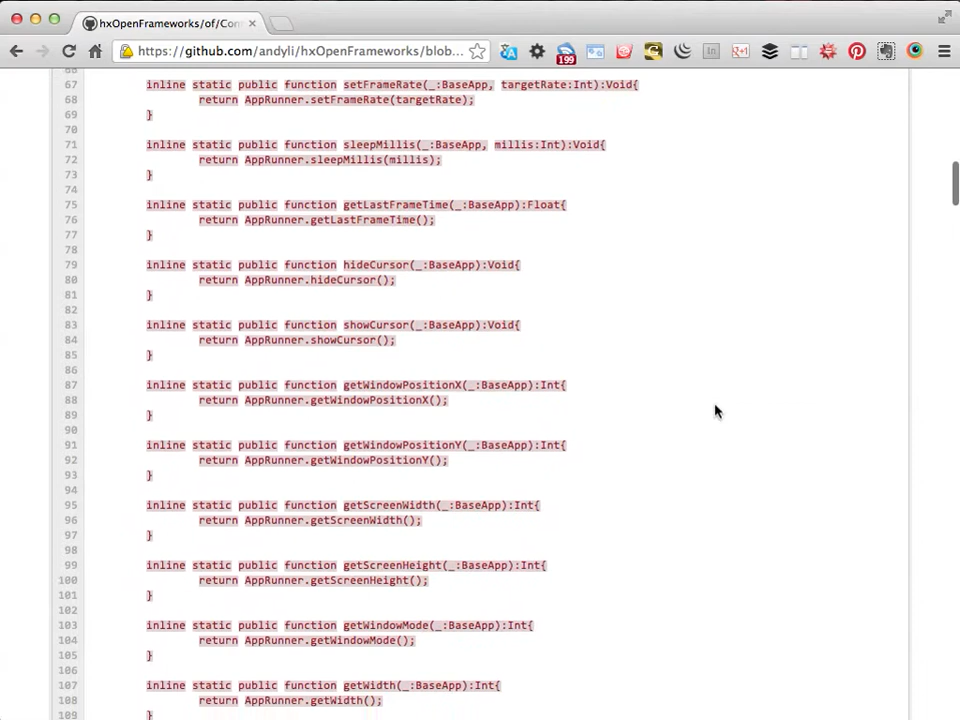 hxOpenFrameworks/of/Con
https://github.com/andyli/hxOpenFrameworks/blob...
199
g+1
in
67 inline static public function setFrameRate(_:BaseApp, targetRate:Int):Void{
68 return AppRunner.setFrameRate(targetRate);
69 }
70
71 inline static public function sleepMillis(_:BaseApp, millis:Int):Void{
72 return AppRunner.sleepMillis(millis);
73 }
74
75 inline static public function getLastFrameTime(_:BaseApp):Float{
76 return AppRunner.getLastFrameTime();
77 }
78
79 inline static public function hideCursor(_:BaseApp):Void{
80 return AppRunner.hideCursor();
81 }
82
83 inline static public function showCursor(_:BaseApp):Void{
84 return AppRunner.showCursor();
85 }
86
87 inline static public function getWindowPositionX(_:BaseApp):Int{
88 return AppRunner.getWindowPositionX();
89 }
90
91 inline static public function getWindowPositionY(_:BaseApp):Int{
92 return AppRunner.getWindowPositionY();
93 }
94
95 inline static public function getScreenWidth(_:BaseApp):Int{
96 return AppRunner.getScreenWidth();
97 }
98
99 inline static public function getScreenHeight(_:BaseApp):Int{
100 return AppRunner.getScreenHeight();
101 }
102
103 inline static public function getWindowMode(_:BaseApp):Int{
104 return AppRunner.getWindowMode();
105 }
106
107 inline static public function getWidth(_:BaseApp):Int{
108 return AppRunner.getWidth();
109 }